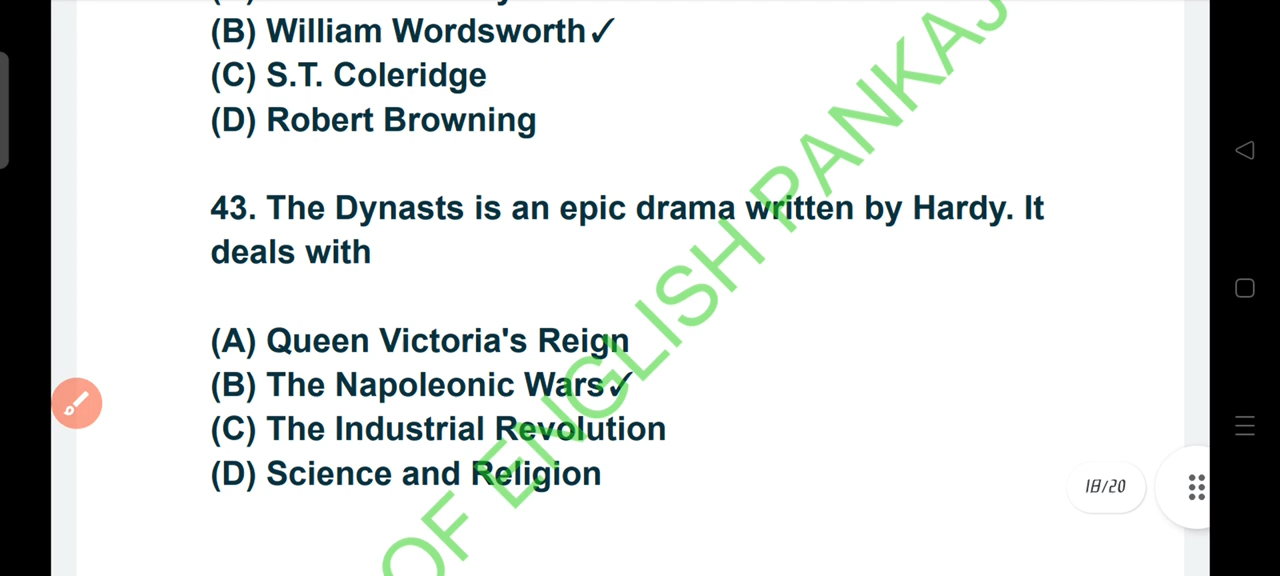 (B) William Wordsworth✓
(C) S.T. Coleridge
(D) Robert Browning
43. The Dynasts is an epic drama written by Hardy. It
deals with
(A) Queen Victoria's Reign
(B) The Napoleonic Wars✓
(C) The Industrial Revolution
(D) Science and Religion
OF ENGLISH PANKAJ
18/20